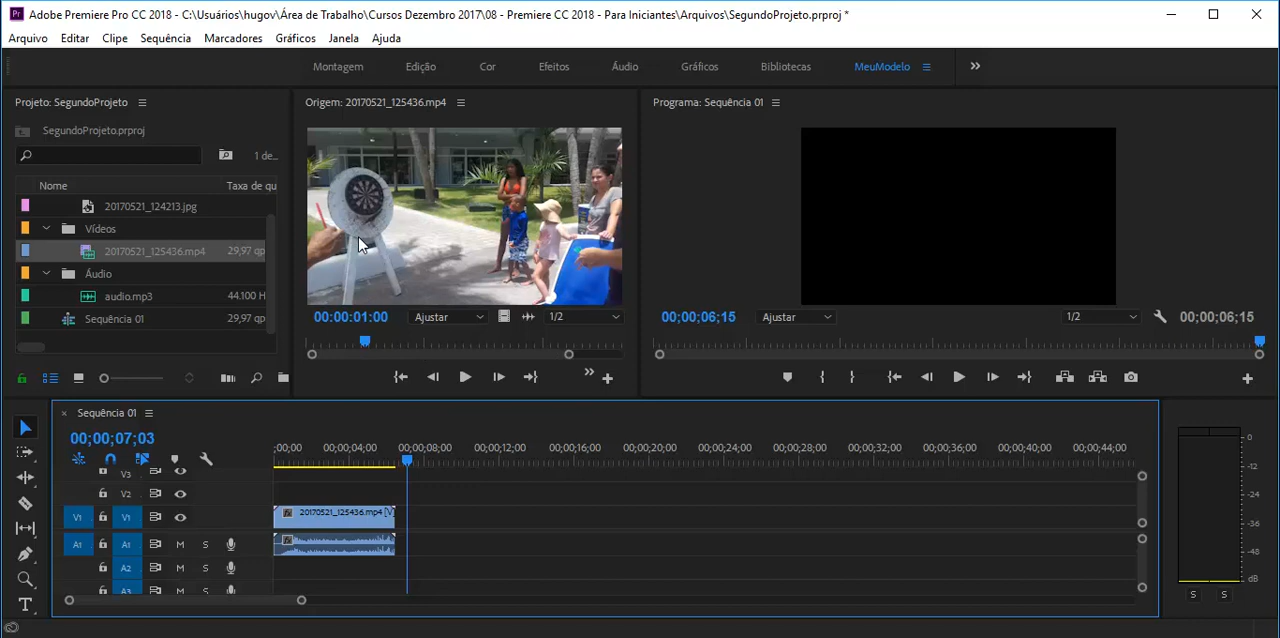 Adobe Premiere Pro CC 2018 - C:\Usuários\hugov\Área de Trabalho\Cursos Dezembro 2017\08 - Premiere CC 2018 - Para Iniciantes\Arquivos\SegundoProjeto.prproj *
Arquivo Editar Clipe Sequência Marcadores Gráficos Janela Ajuda
Montagem Edição Cor Efeitos Áudio Gráficos Bibliotecas MeuModelo
Projeto: SegundoProjeto
SegundoProjeto.prproj
1 de...
Nome Taxa de qu
20170521_124213.jpg
Vídeos
20170521_125436.mp4 29,97 qp
Áudio
audio.mp3 44.100 H
Sequência 01 29,97 qp
Origem: 20170521_125436.mp4
00:00:01:00 Ajustar 1/2
Programa: Sequência 01
00;00;06;15 Ajustar 1/2 00;00;06;15
Sequência 01
00;00;07;03
;00;00 00;00;04;00 00;00;08;00 00;00;12;00 00;00;16;00 00;00;20;00 00;00;24;00 00;00;28;00 00;00;32;00 00;00;36;00 00;00;40;00 00;00;44;00
V3
V2
V1 V1 20170521_125436.mp4 [V]
A1 A1 M S
A2 M S
A3 M S
0
-12
-24
-36
-48
dB
S S